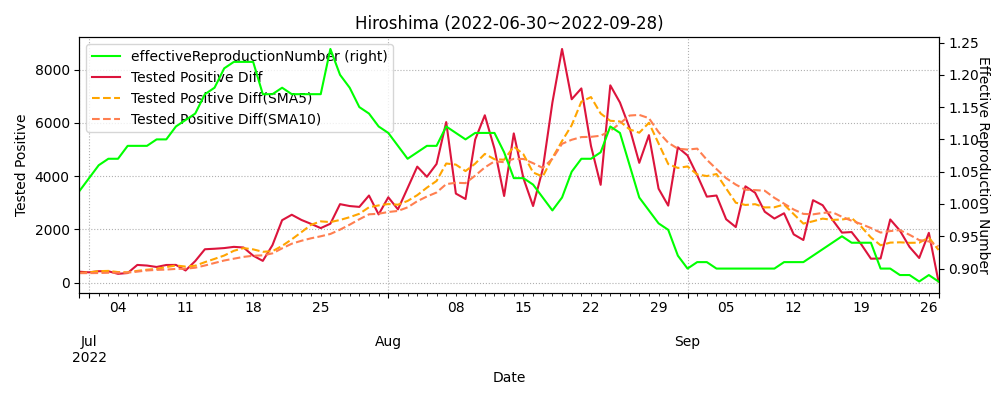 Hiroshima (2022-06-30~2022-09-28)
effectiveReproductionNumber (right)
Tested Positive Diff
Tested Positive Diff(SMA5)
Tested Positive Diff(SMA10)
Tested Positive
8000
6000
4000
2000
0
1.25
1.20
1.15
1.10
1.05
1.00
0.95
0.90
Effective Reproduction Number
04 11 18 25 08 15 22 29 05 12 19 26
Jul Aug Sep
2022
Date